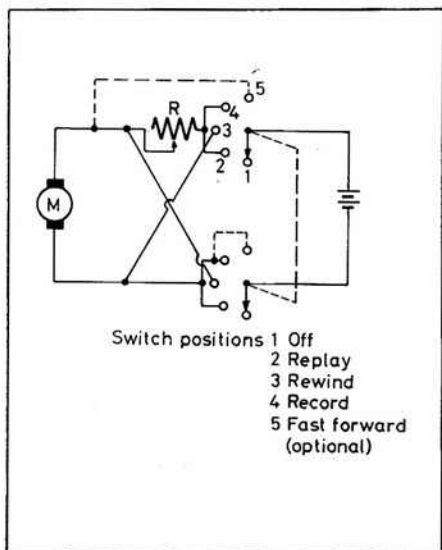 5
R
4
3
2
1
M
Switch positions 1 Off
2 Replay
3 Rewind
4 Record
5 Fast forward
(optional)